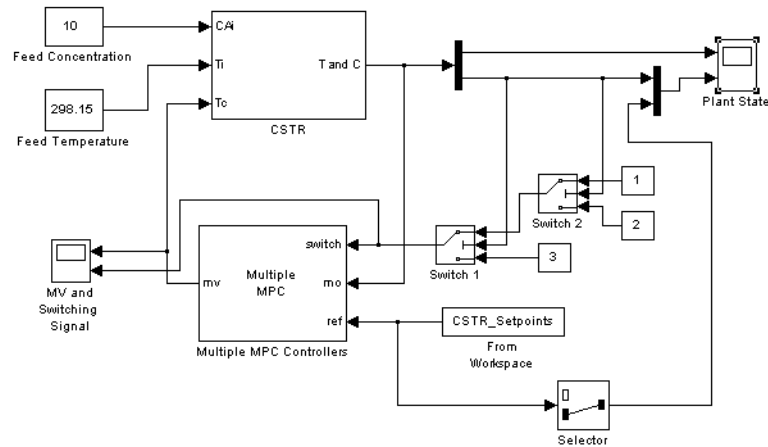 10
CAi
Feed Concentration
Ti
T and C
298.15
Tc
Feed Temperature
CSTR
Plant State
1
2
Switch 2
switch
3
Switch 1
mv
Multiple
MPC
mo
MV and
Switching
Signal
ref
CSTR_Setpoints
Multiple MPC Controllers
From
Workspace
Selector